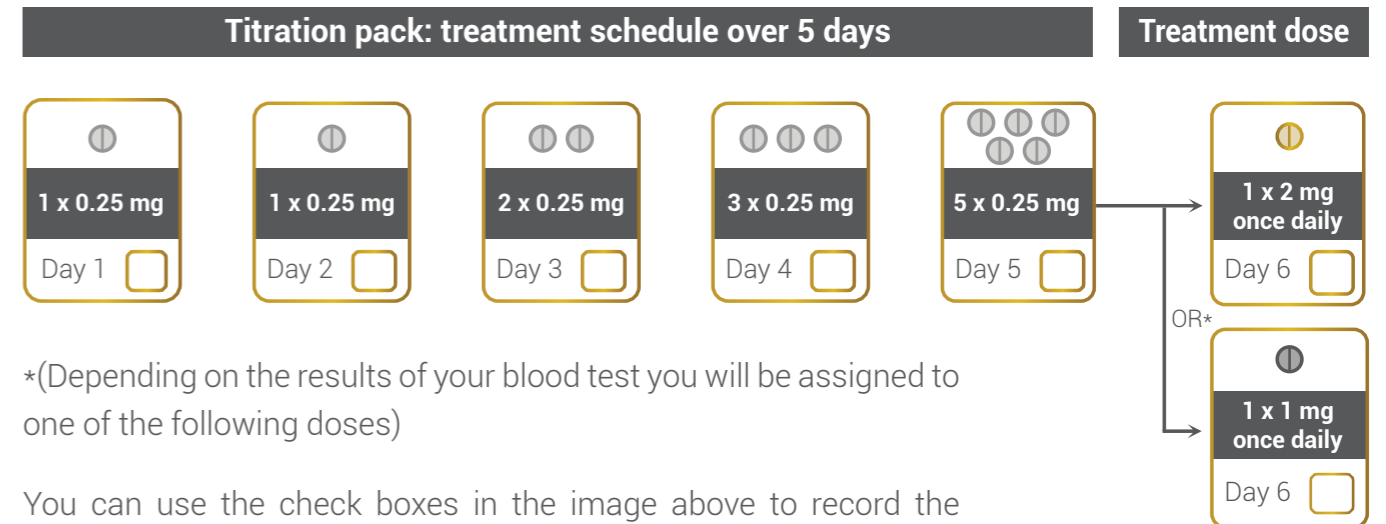 Titration pack: treatment schedule over 5 days
Treatment dose
1 x 0.25 mg
Day 1
1 x 0.25 mg
Day 2
2 x 0.25 mg
Day 3
3 x 0.25 mg
Day 4
5 x 0.25 mg
Day 5
1 x 2 mg
once daily
Day 6
OR*
1 x 1 mg
once daily
Day 6
*(Depending on the results of your blood test you will be assigned to
one of the following doses)
You can use the check boxes in the image above to record the